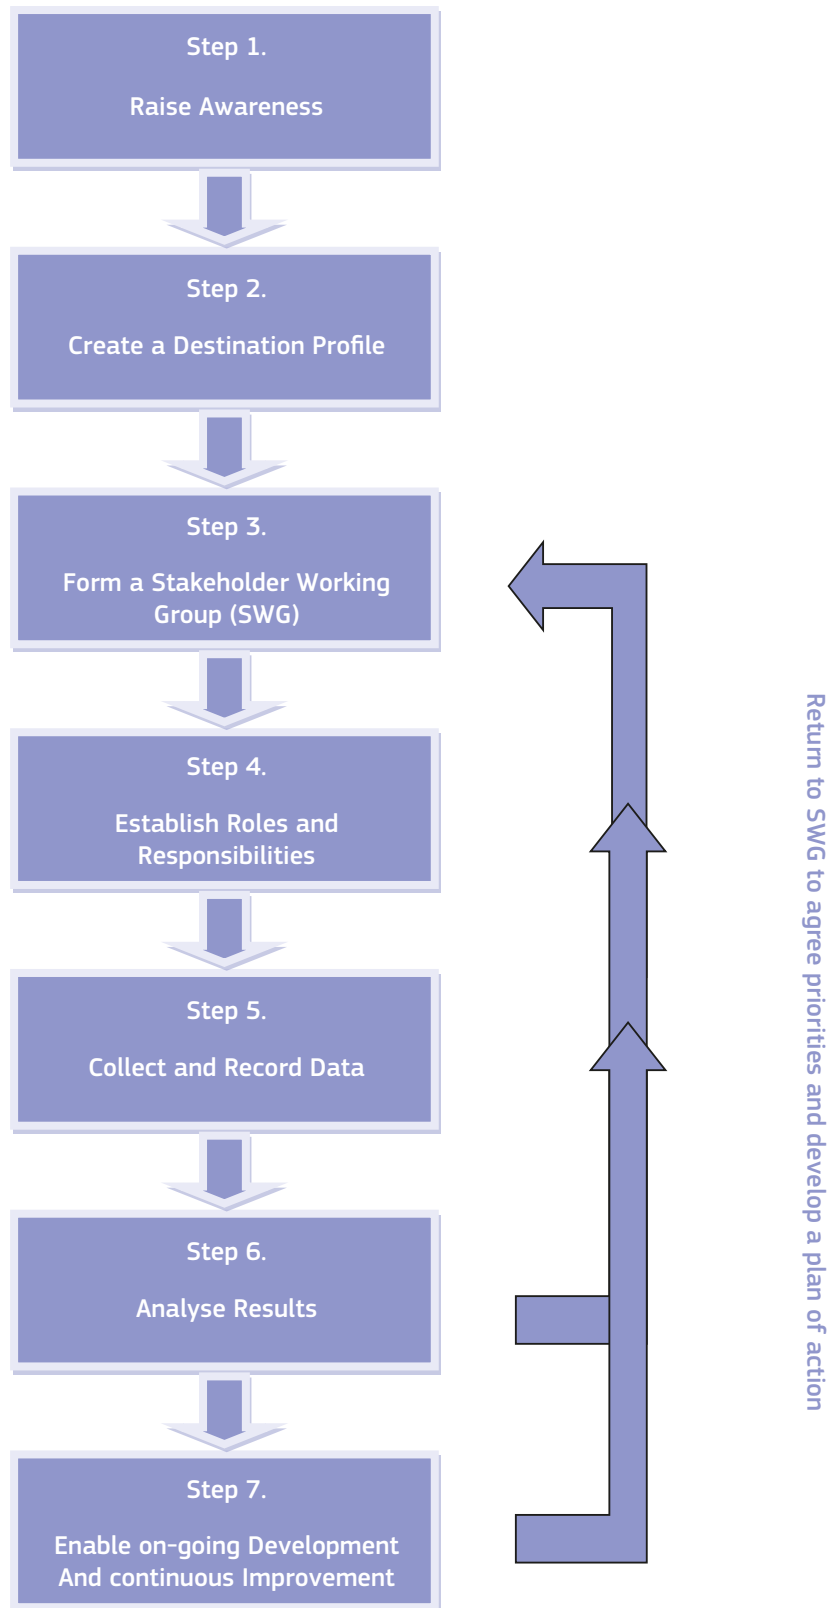 Step 1.
Raise Awareness
Step 2.
Create a Destination Profile
Step 3.
Form a Stakeholder Working
Group (SWG)
Step 4.
Establish Roles and
Responsibilities
Step 5.
Collect and Record Data
Step 6.
Analyse Results
Step 7.
Enable on-going Development
And continuous Improvement
Return to SWG to agree priorities and develop a plan of action